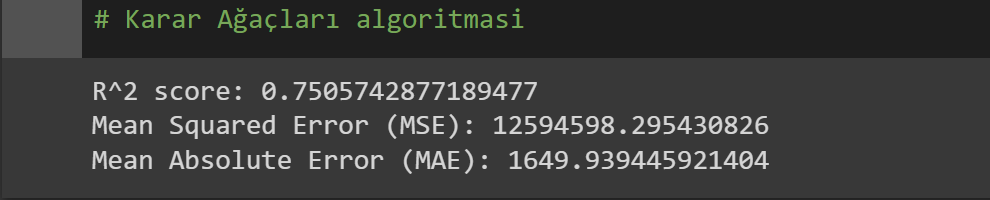 # Karar Ağaçları algoritmasi
R^2 score: 0.7505742877189477
Mean Squared Error (MSE): 12594598.295430826
Mean Absolute Error (MAE): 1649.939445921404